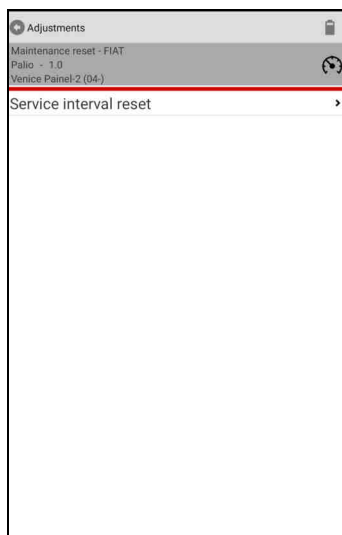 Adjustments
Maintenance reset - FIAT
Palio - 1.0
Venice Painel-2 (04-)
Service interval reset